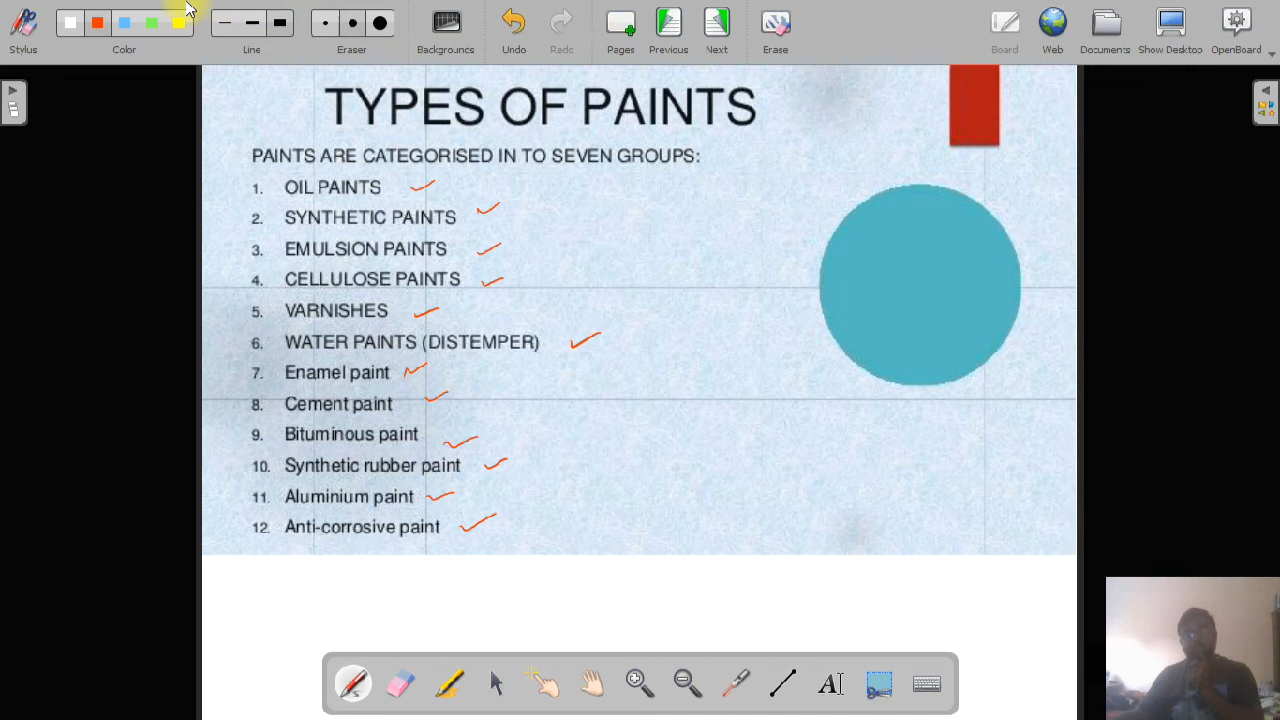 Stylus
Color
Line
Eraser
Backgrounds
Undo
Redo
Pages
Previous
Next
Erase
Board
Web
Documents
Show Desktop
OpenBoard
TYPES OF PAINTS
PAINTS ARE CATEGORISED IN TO SEVEN GROUPS:
1. OIL PAINTS
2. SYNTHETIC PAINTS
3. EMULSION PAINTS
4. CELLULOSE PAINTS
5. VARNISHES
6. WATER PAINTS (DISTEMPER)
7. Enamel paint
8. Cement paint
9. Bituminous paint
10. Synthetic rubber paint
11. Aluminium paint
12. Anti-corrosive paint